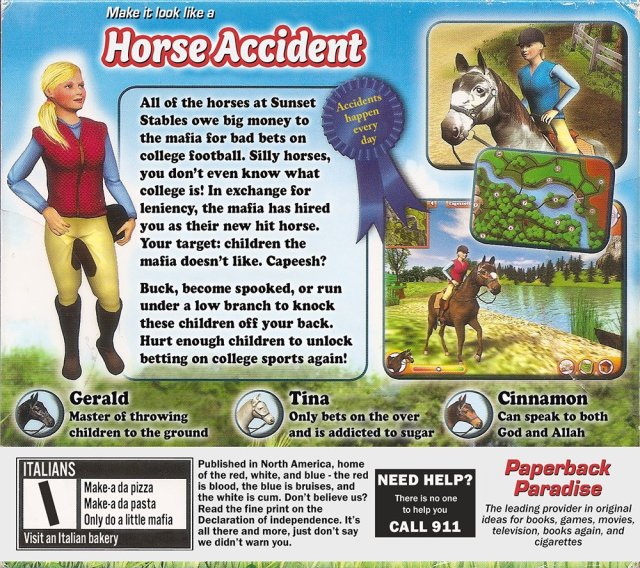 Make it look like a
Horse Accident
All of the horses at Sunset
Stables owe big money to
the mafia for bad bets on
college football. Silly horses,
you don't even know what
college is! In exchange for
leniency, the mafia has hired
you as their new hit horse.
Your target: children the
mafia doesn't like. Capeesh?
Buck, become spooked, or run
under a low branch to knock
these children off your back.
Hurt enough children to unlock
betting on college sports again!
Accidents
happen
every
day
Gerald
Master of throwing
children to the ground
Tina
Only bets on the over
and is addicted to sugar
Cinnamon
Can speak to both
God and Allah
ITALIANS
Make-a da pizza
Make-a da pasta
Only do a little mafia
Visit an Italian bakery
Published in North America, home
of the red, white, and blue - the red
is blood, the blue is bruises, and
the white is cum. Don't believe us?
Read the fine print on the
Declaration of independence. It's
all there and more, just don't say
we didn't warn you.
NEED HELP?
There is no one
to help you
CALL 911
Paperback
Paradise
The leading provider in original
ideas for books, games, movies,
television, books again, and
cigarettes